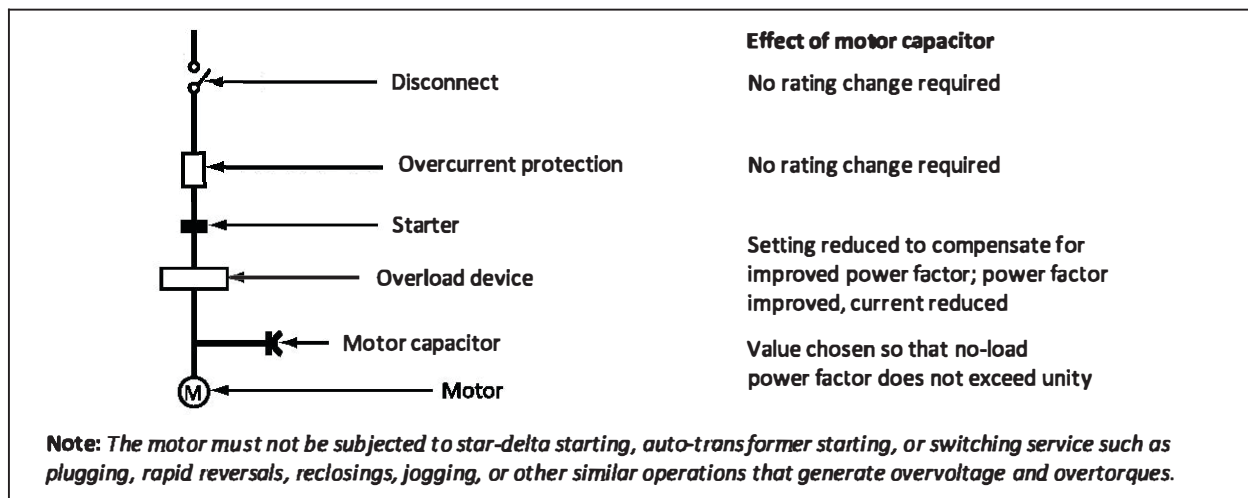 Effect of motor capacitor
Disconnect
No rating change required
Overcurrent protection
No rating change required
Starter
Overload device
Setting reduced to compensate for
improved power factor; power factor
improved, current reduced
Motor capacitor
Value chosen so that no-load
power factor does not exceed unity
M
Motor
Note: The motor must not be subjected to star-delta starting, auto-transformer starting, or switching service such as
plugging, rapid reversals, reclosings, jogging, or other similar operations that generate overvoltage and overtorques.